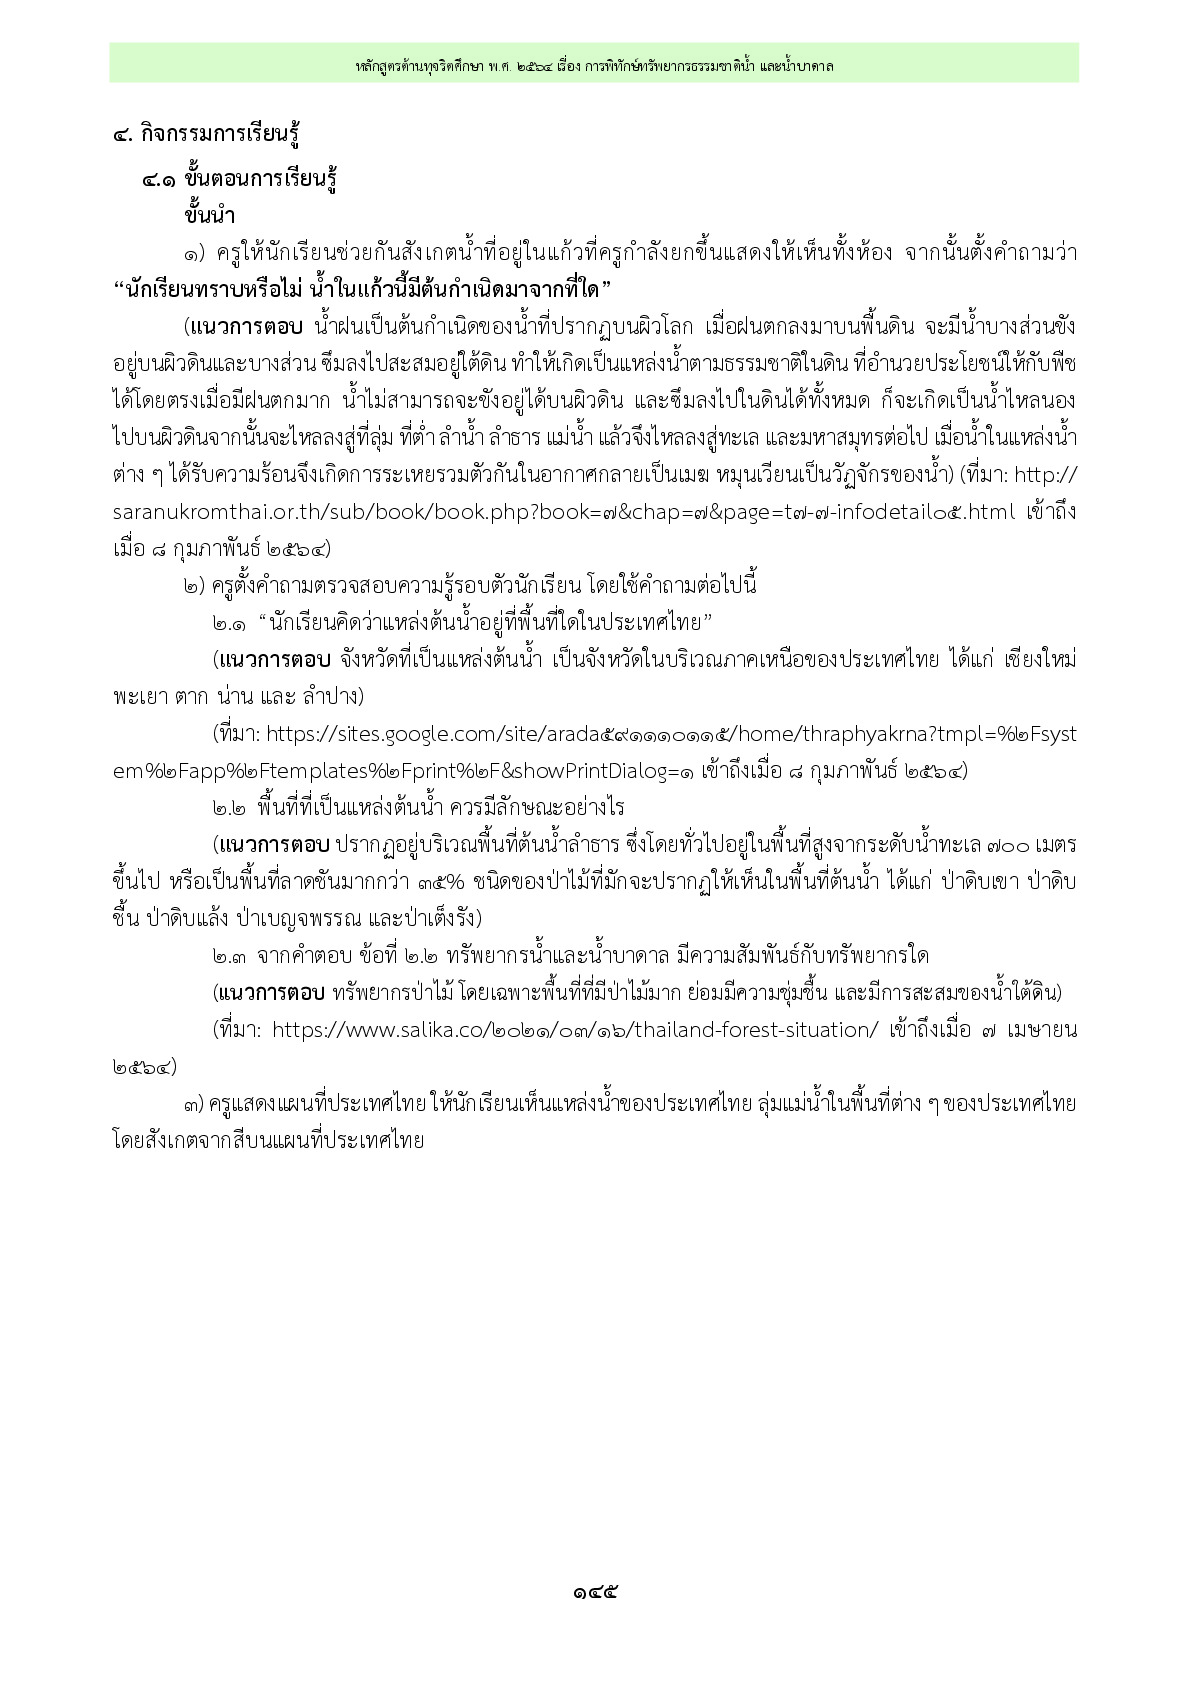 หลักสูตรต้านทุจริตศึกษา พ.ศ. ๒๕๖๔ เรื่อง การพิทักษ์ทรัพยากรธรรมชาติน้ำ และน้ำบาดาล
๔. กิจกรรมการเรียนรู้
๔.๑ ขั้นตอนการเรียนรู้
ขั้นนำ
๑) ครูให้นักเรียนช่วยกันสังเกตน้ำที่อยู่ในแก้วที่ครูกำลังยกขึ้นแสดงให้เห็นทั้งห้อง จากนั้นตั้งคำถามว่า
“นักเรียนทราบหรือไม่ น้ำในแก้วนี้มีต้นกำเนิดมาจากที่ใด”
(แนวการตอบ น้ำฝนเป็นต้นกำเนิดของน้ำที่ปรากฏบนผิวโลก เมื่อฝนตกลงมาบนพื้นดิน จะมีน้ำบางส่วนขัง
อยู่บนผิวดินและบางส่วน ซึมลงไปสะสมอยู่ใต้ดิน ทำให้เกิดเป็นแหล่งน้ำตามธรรมชาติในดิน ที่อำนวยประโยชน์ให้กับพืช
ได้โดยตรงเมื่อมีฝนตกมาก น้ำไม่สามารถจะขังอยู่ได้บนผิวดิน และซึมลงไปในดินได้ทั้งหมด ก็จะเกิดเป็นน้ำไหลนอง
ไปบนผิวดินจากนั้นจะไหลลงสู่ที่ลุ่ม ที่ต่ำ ลำน้ำ ลำธาร แม่น้ำ แล้วจึงไหลลงสู่ทะเล และมหาสมุทรต่อไป เมื่อน้ำในแหล่งน้ำ
ต่าง ๆ ได้รับความร้อนจึงเกิดการระเหยรวมตัวกันในอากาศกลายเป็นเมฆ หมุนเวียนเป็นวัฏจักรของน้ำ) (ที่มา: http://
saranukromthai.or.th/sub/book/book.php?book=๗&chap=๗&page=t๗-๗-infodetail๐๕.html เข้าถึง
เมื่อ ๘ กุมภาพันธ์ ๒๕๖๔)
๒) ครูตั้งคำถามตรวจสอบความรู้รอบตัวนักเรียน โดยใช้คำถามต่อไปนี้
๒.๑ “นักเรียนคิดว่าแหล่งต้นน้ำอยู่ที่พื้นที่ใดในประเทศไทย”
(แนวการตอบ จังหวัดที่เป็นแหล่งต้นน้ำ เป็นจังหวัดในบริเวณภาคเหนือของประเทศไทย ได้แก่ เชียงใหม่
พะเยา ตาก น่าน และ ลำปาง)
(ที่มา: https://sites.google.com/site/arada๕๙๑๑๑๐๑๑๕/home/thraphyakrna?tmpl=%๒Fsyst
em%๒Fapp%๒Ftemplates%๒Fprint%๒F&showPrintDialog=๑ เข้าถึงเมื่อ ๘ กุมภาพันธ์ ๒๕๖๔)
๒.๒ พื้นที่ที่เป็นแหล่งต้นน้ำ ควรมีลักษณะอย่างไร
(แนวการตอบ ปรากฏอยู่บริเวณพื้นที่ต้นน้ำลำธาร ซึ่งโดยทั่วไปอยู่ในพื้นที่สูงจากระดับน้ำทะเล ๗๐๐ เมตร
ขึ้นไป หรือเป็นพื้นที่ลาดชันมากกว่า ๓๕% ชนิดของป่าไม้ที่มักจะปรากฏให้เห็นในพื้นที่ต้นน้ำ ได้แก่ ป่าดิบเขา ป่าดิบ
ชื้น ป่าดิบแล้ง ป่าเบญจพรรณ และป่าเต็งรัง)
๒.๓ จากคำตอบ ข้อที่ ๒.๒ ทรัพยากรน้ำและน้ำบาดาล มีความสัมพันธ์กับทรัพยากรใด
(แนวการตอบ ทรัพยากรป่าไม้ โดยเฉพาะพื้นที่ที่มีป่าไม้มาก ย่อมมีความชุ่มชื้น และมีการสะสมของน้ำใต้ดิน)
(ที่มา: https://www.salika.co/๒๐๒๑/๐๓/๑๖/thailand-forest-situation/ เข้าถึงเมื่อ ๗ เมษายน
๒๕๖๔)
๓) ครูแสดงแผนที่ประเทศไทย ให้นักเรียนเห็นแหล่งน้ำของประเทศไทย ลุ่มแม่น้ำในพื้นที่ต่าง ๆ ของประเทศไทย
โดยสังเกตจากสีบนแผนที่ประเทศไทย
๑๔๕